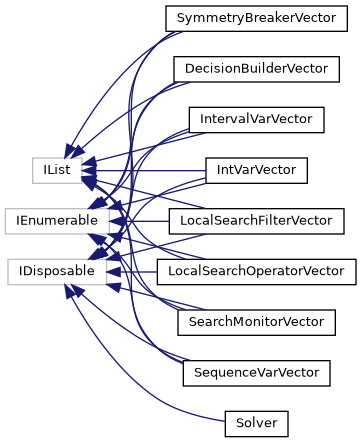 SymmetryBreakerVector
DecisionBuilderVector
IntervalVarVector
IList
IntVarVector
IEnumerable
LocalSearchFilterVector
IDisposable
LocalSearchOperatorVector
SearchMonitorVector
SequenceVarVector
Solver